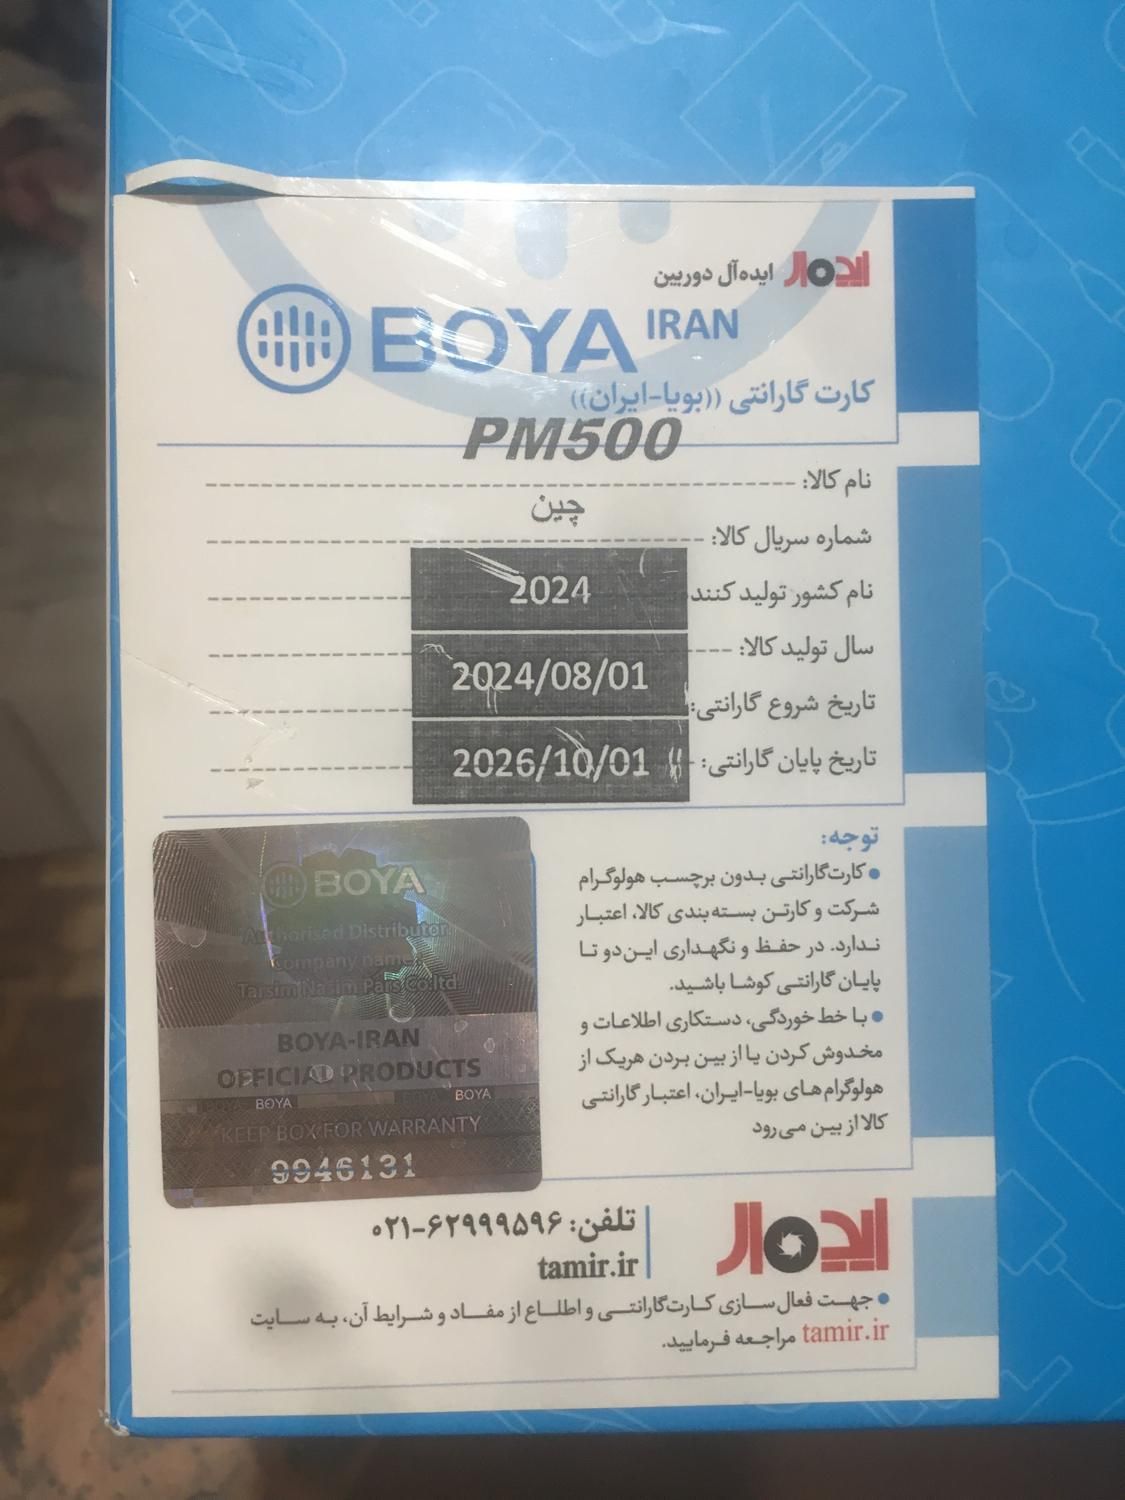 ایدهآل ایده‌آل دوربین
BOYA IRAN
کارت گارانتی ((بویا-ایران))
PM500
نام کالا:
چین
شماره سریال کالا:
2024
نام کشور تولید کننده
سال تولید کالا:
2024/08/01
تاریخ شروع گارانتی:
2026/10/01
تاریخ پایان گارانتی:
توجه:
● کارت‌گارانتی بدون برچسب هولوگرام
شرکت و کارتن بسته‌بندی کالا، اعتبار
ندارد. در حفظ و نگهداری این‌دو تا
پایان گارانتی کوشا باشید.
● با خط خوردگی، دستکاری اطلاعات و
مخدوش کردن یا از بین بردن هریک از
هولوگرام‌های بویا-ایران، اعتبار گارانتی
کالا از بین می‌رود
BOYA
Authorised Distributor
Company name:
Tarsim Nasim Pars Co.ltd
BOYA-IRAN
OFFICIAL PRODUCTS
BOYA BOYA
KEEP BOX FOR WARRANTY
9946131
تلفن: ۶۲۹۹۹۵۹۶-۰۲۱
tamir.ir
● جهت فعال‌سازی کارت‌گارانتی و اطلاع از مفاد و شرایط آن، به سایت
tamir.ir مراجعه فرمایید.